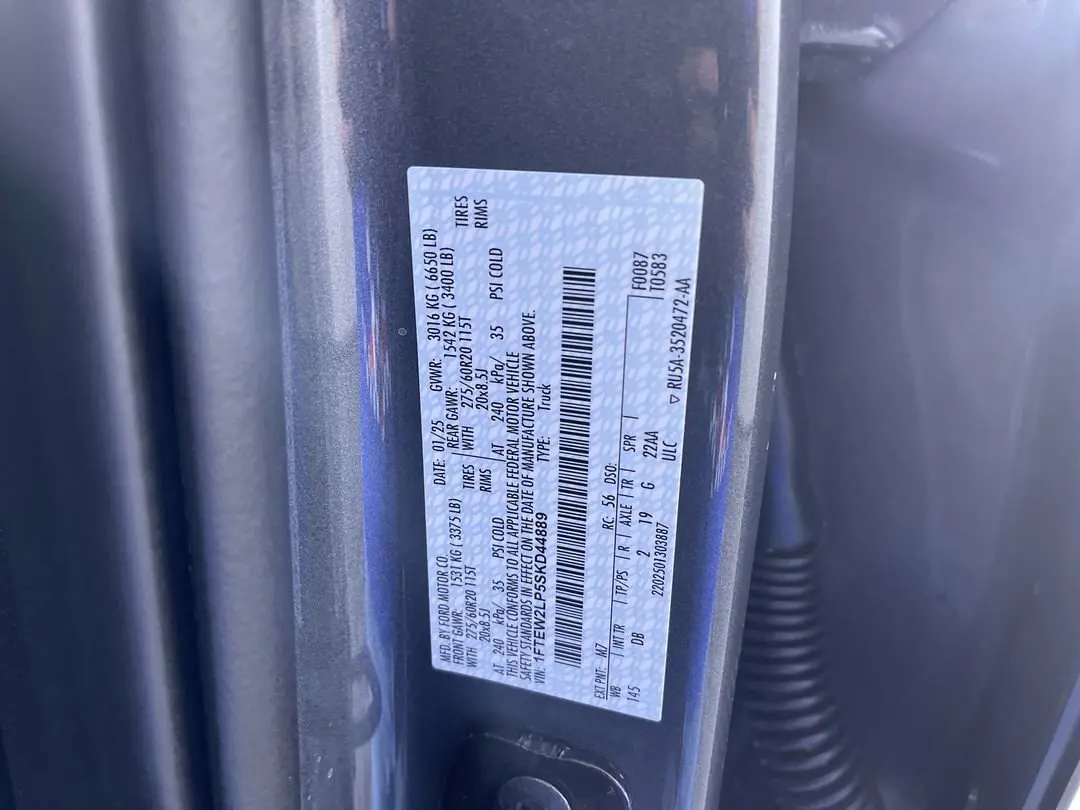 MFD. BY FORD MOTOR CO.
DATE: 01/25 GVWR: 3016 KG ( 6650 LB)
FRONT GAWR: 1531 KG ( 3375 LB) REAR GAWR: 1542 KG ( 3400 LB)
WITH 275/60R20 115T TIRES WITH 275/60R20 115T TIRES
20x8.5J RIMS 20x8.5J RIMS
AT 240 kPa/ 35 PSI COLD AT 240 kPa/ 35 PSI COLD
THIS VEHICLE CONFORMS TO ALL APPLICABLE FEDERAL MOTOR VEHICLE
SAFETY STANDARDS IN EFFECT ON THE DATE OF MANUFACTURE SHOWN ABOVE.
VIN: 1FTEW2LP5SKD44889 TYPE: Truck
EXT PNT: M7 RC: 56 DSO:
WB INT TR TP/PS R AXLE TR SPR F0087
145 DB 2 19 G 22AA T0583
2202501303887 ULC
▽ RU5A-3520472-AA